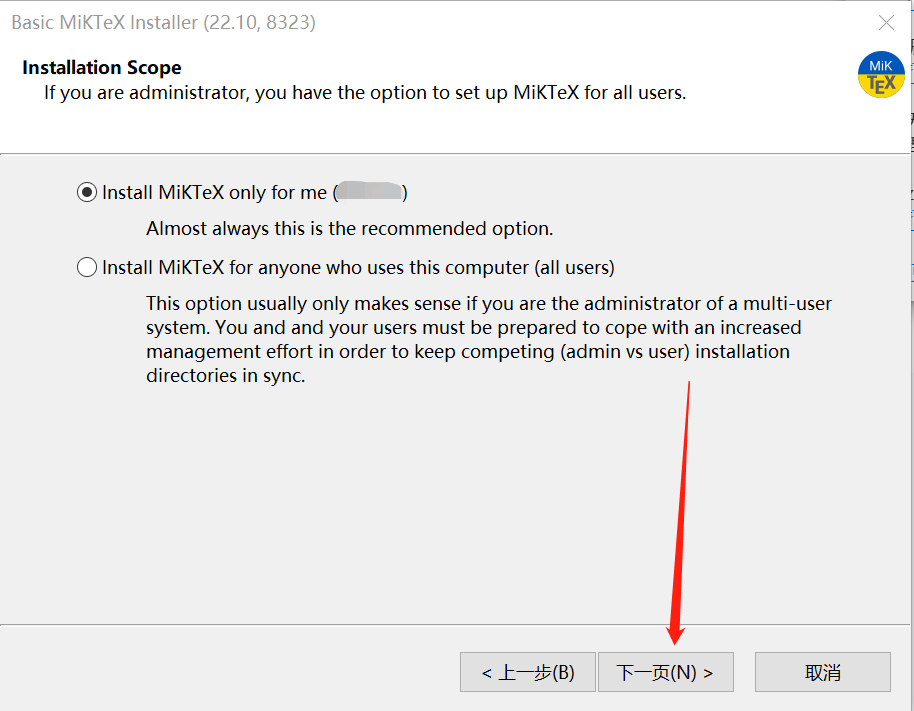 Basic MiKTeX Installer (22.10, 8323)
Installation Scope
If you are administrator, you have the option to set up MiKTeX for all users.
MiK
TEX
Install MiKTeX only for me ( )
Almost always this is the recommended option.
Install MiKTeX for anyone who uses this computer (all users)
This option usually only makes sense if you are the administrator of a multi-user
system. You and and your users must be prepared to cope with an increased
management effort in order to keep competing (admin vs user) installation
directories in sync.
< 上一步(B) 下一页(N) > 取消